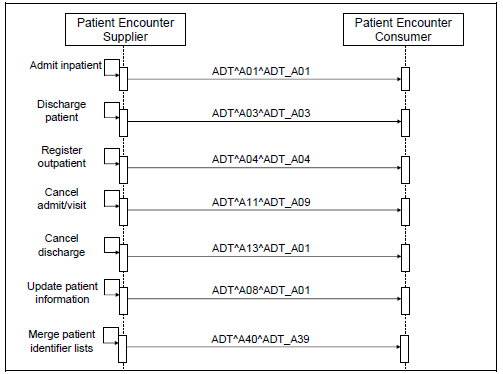 Patient Encounter
Supplier
Patient Encounter
Consumer
Admit inpatient
ADT^A01^ADT_A01
Discharge
patient
ADT^A03^ADT_A03
Register
outpatient
ADT^A04^ADT_A04
Cancel
admit/visit
ADT^A11^ADT_A09
Cancel
discharge
ADT^A13^ADT_A01
Update patient
information
ADT^A08^ADT_A01
Merge patient
identifier lists
ADT^A40^ADT_A39